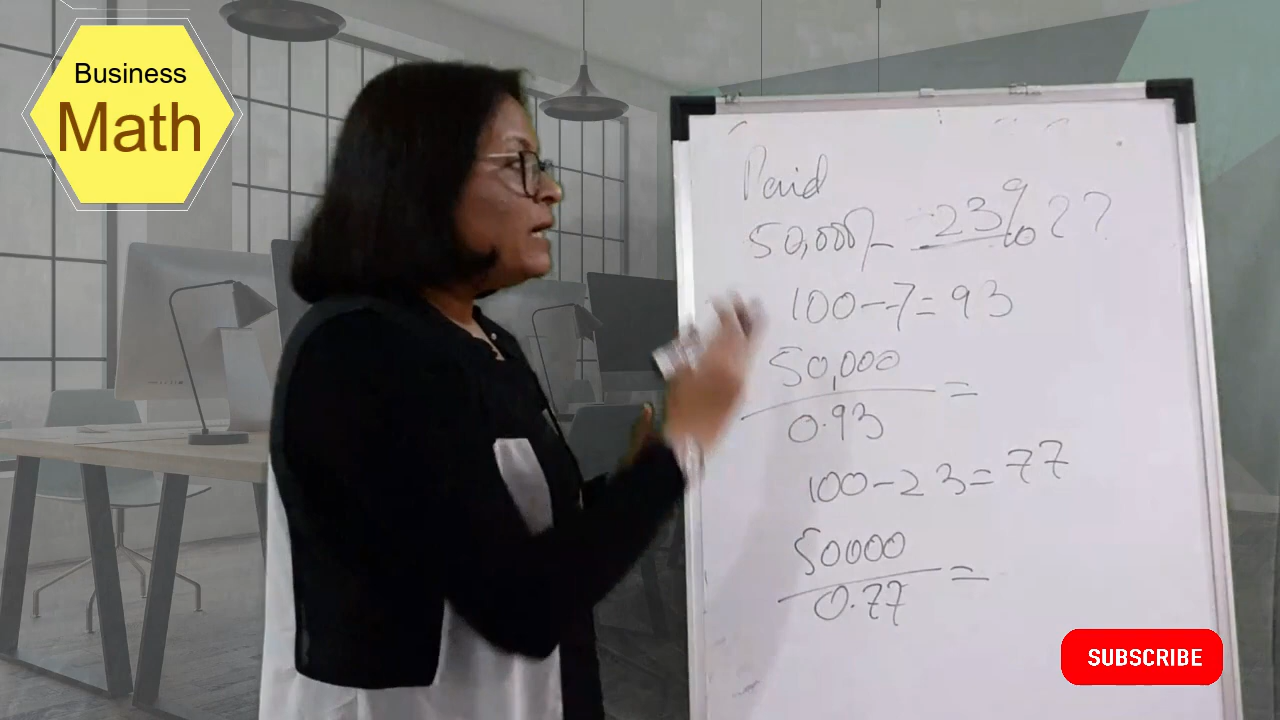 Business
Math
Paid
50,000/- 23% ??
100-7=93
50,000
0.93 =
100-23=77
50000
0.77 =
SUBSCRIBE